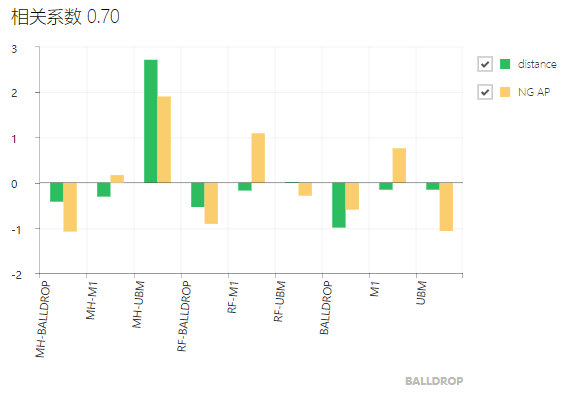 相关系数 0.70
3
2
1
0
-1
-2
distance
NG AP
MH-BALLDROP
MH-M1
MH-UBM
RF-BALLDROP
RF-M1
RF-UBM
BALLDROP
M1
UBM
BALLDROP